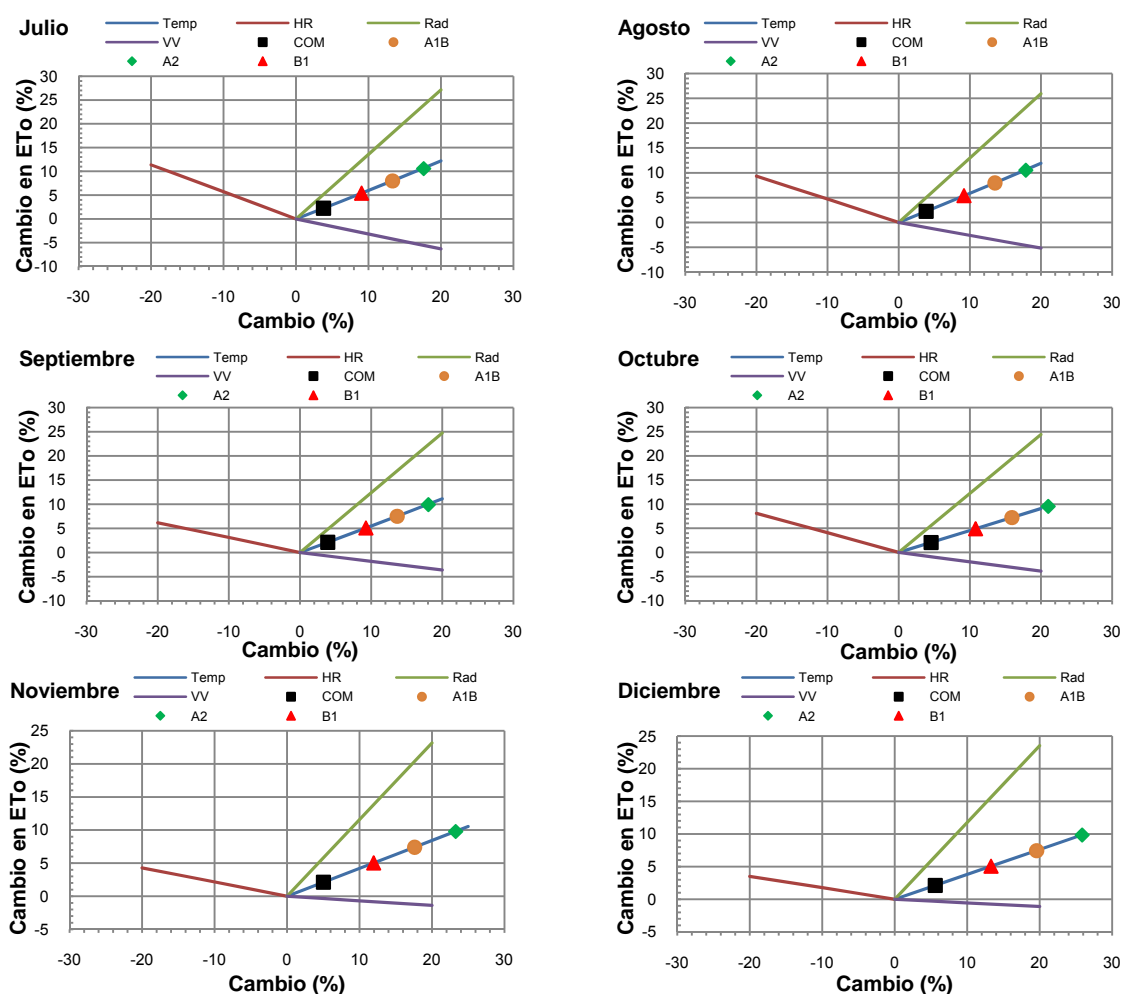 Julio
Temp HR Rad
VV COM A1B
A2 B1
Cambio en ETo (%)
30
25
20
15
10
5
0
-5
-10
-30 -20 -10 0 10 20 30
Cambio (%)
Agosto
Temp HR Rad
VV COM A1B
A2 B1
Cambio en ETo (%)
30
25
20
15
10
5
0
-5
-10
-30 -20 -10 0 10 20 30
Cambio (%)
Septiembre
Temp HR Rad
VV COM A1B
A2 B1
Cambio en ETo (%)
30
25
20
15
10
5
0
-5
-10
-30 -20 -10 0 10 20 30
Cambio (%)
Octubre
Temp HR Rad
VV COM A1B
A2 B1
Cambio en ETo (%)
30
25
20
15
10
5
0
-5
-10
-30 -20 -10 0 10 20 30
Cambio (%)
Noviembre
Temp HR Rad
VV COM A1B
A2 B1
Cambio en ETo (%)
25
20
15
10
5
0
-5
-30 -20 -10 0 10 20 30
Cambio (%)
Diciembre
Temp HR Rad
VV COM A1B
A2 B1
Cambio en ETo (%)
25
20
15
10
5
0
-5
-30 -20 -10 0 10 20 30
Cambio (%)